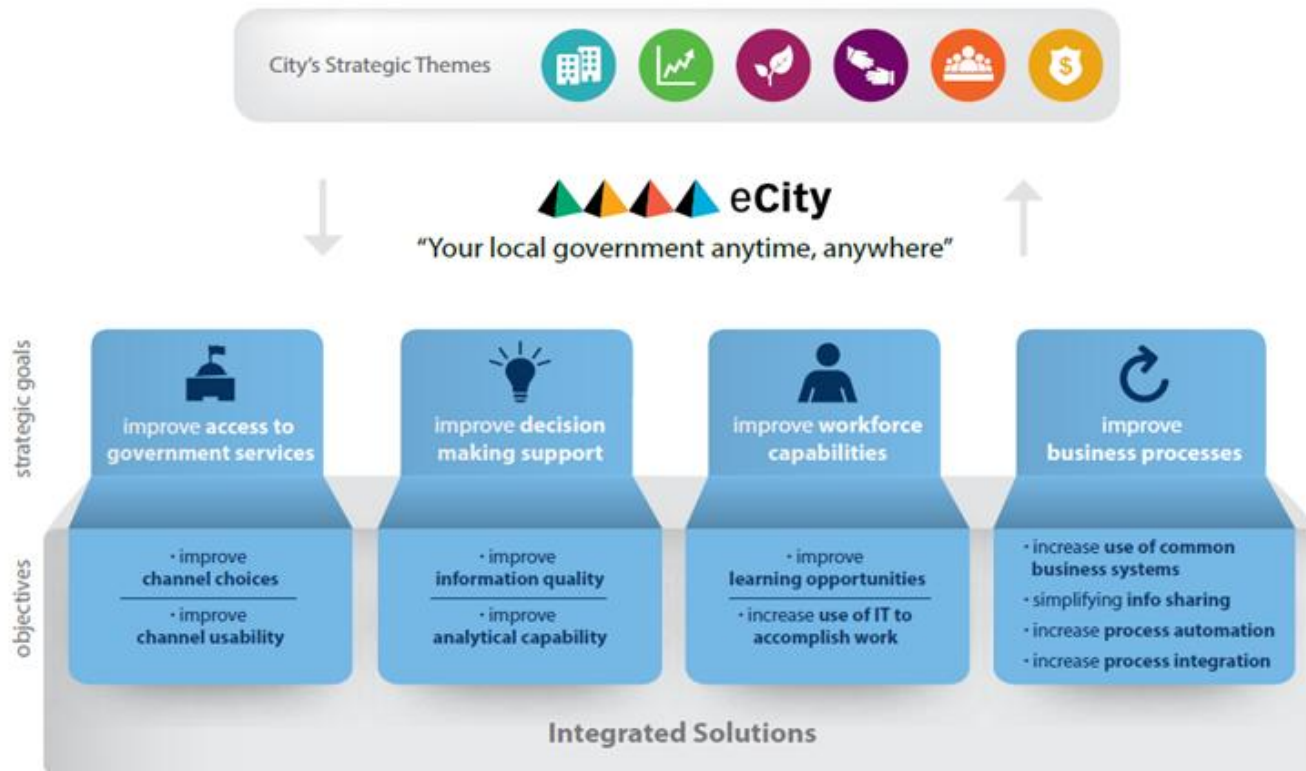 City's Strategic Themes
$
eCity
“Your local government anytime, anywhere”
strategic goals
improve access to
government services
improve decision
making support
improve workforce
capabilities
improve
business processes
objectives
· improve
channel choices
· improve
channel usability
· improve
information quality
· improve
analytical capability
· improve
learning opportunities
· increase use of IT to
accomplish work
· increase use of common
business systems
· simplifying info sharing
· increase process automation
· increase process integration
Integrated Solutions